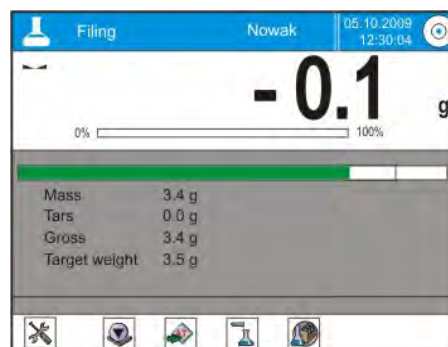 Filing Nowak 05.10.2009
12:30:04
- 0.1 g
0% 100%
Mass 3.4 g
Tars 0.0 g
Gross 3.4 g
Target weight 3.5 g